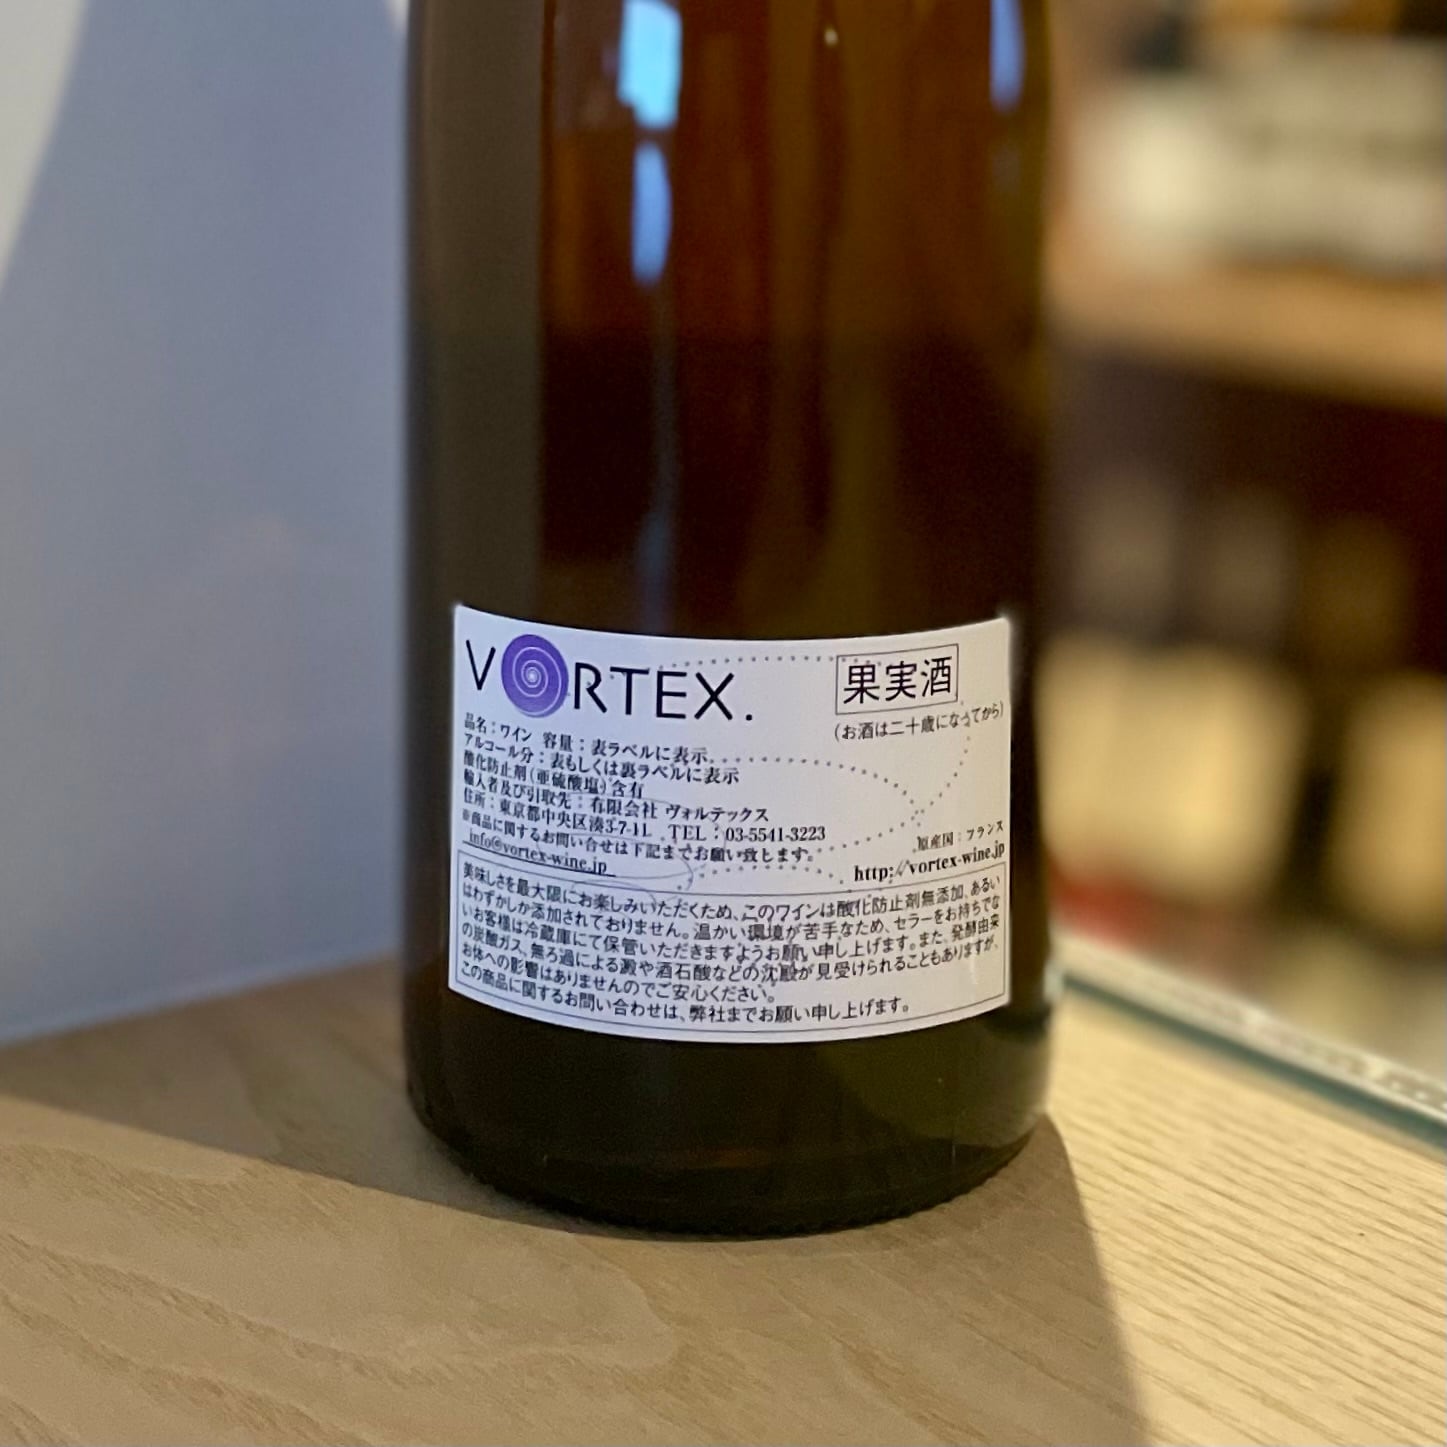 VORTEX.
果実酒
(お酒は二十歳になってから)
品名：ワイン 容量：表ラベルに表示
アルコール分：表もしくは裏ラベルに表示
酸化防止剤(亜硫酸塩)含有
輸入者及び引取先：有限会社 ヴォルテックス
住所：東京都中央区湊3-7-11 TEL：03-5541-3223
※商品に関するお問い合せは下記までお願い致します。
原産国：フランス
info@vortex-wine.jp
http://vortex-wine.jp
美味しさを最大限にお楽しみいただくため、このワインは酸化防止剤無添加、あるい
はわずかしか添加されておりません。温かい環境が苦手なため、セラーをお持ちでな
いお客様は冷蔵庫にて保管いただきますようお願い申し上げます。また、発酵由来
の炭酸ガス、無ろ過による澱や酒石酸などの沈殿が見受けられることもありますが、
お体への影響はありませんのでご安心ください。
この商品に関するお問い合わせは、弊社までお願い申し上げます。